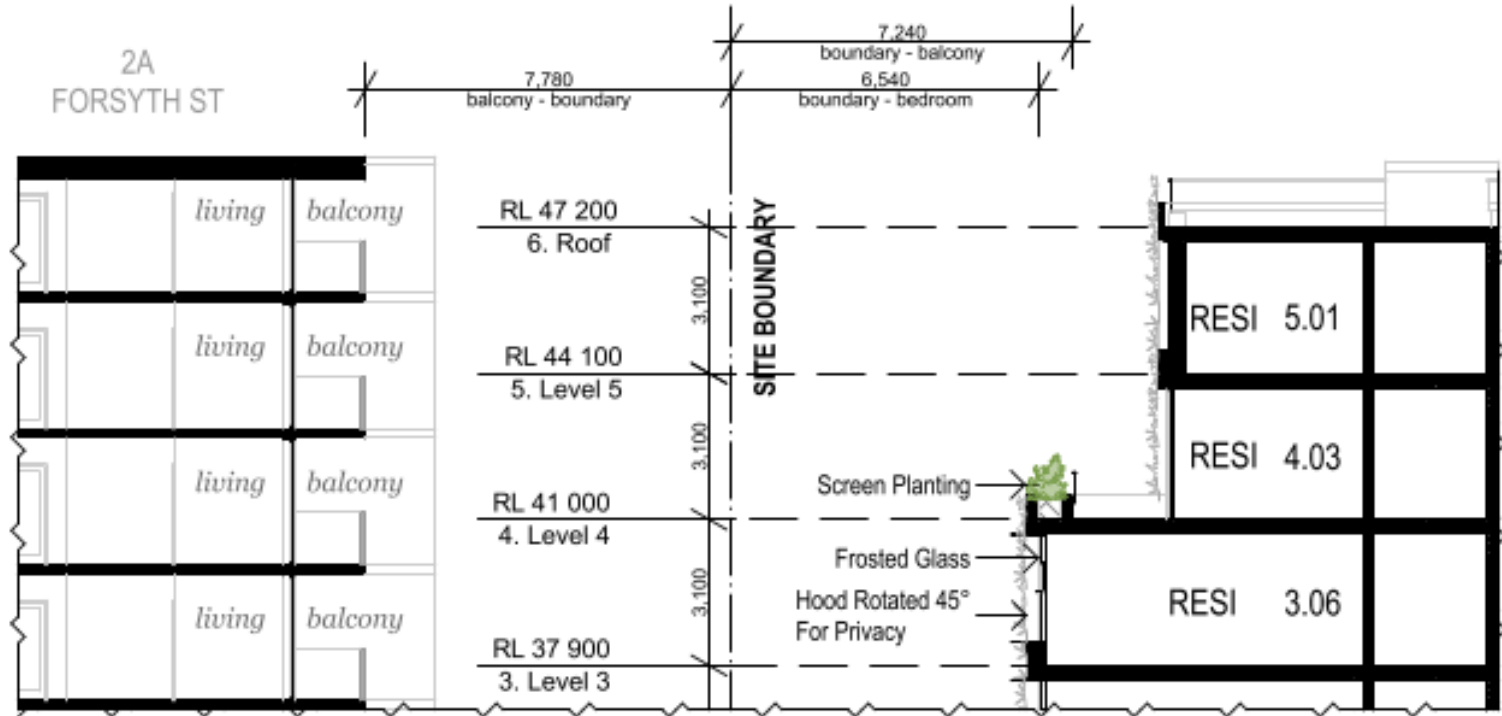 7,240
boundary - balcony
2A
FORSYTH ST
7,780
balcony - boundary
6,540
boundary - bedroom
living
balcony
RL 47 200
6. Roof
SITE BOUNDARY
3,100
RESI 5.01
living
balcony
RL 44 100
5. Level 5
3,100
RESI 4.03
living
balcony
Screen Planting
RL 41 000
4. Level 4
Frosted Glass
3,100
Hood Rotated 45°
For Privacy
RESI 3.06
living
balcony
RL 37 900
3. Level 3